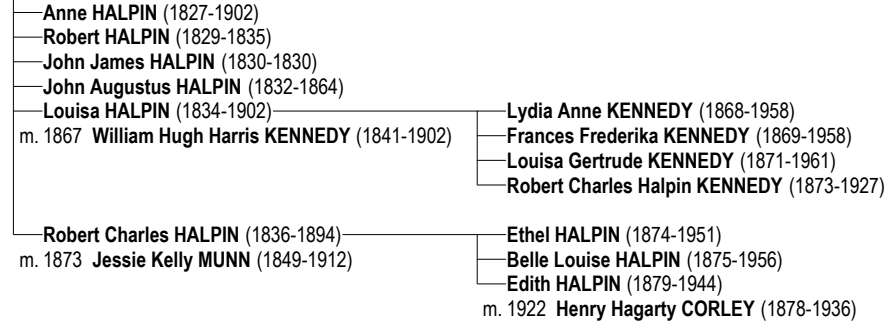 Anne HALPIN (1827-1902)
Robert HALPIN (1829-1835)
John James HALPIN (1830-1830)
John Augustus HALPIN (1832-1864)
Louisa HALPIN (1834-1902)
m. 1867 William Hugh Harris KENNEDY (1841-1902)
Lydia Anne KENNEDY (1868-1958)
Frances Frederika KENNEDY (1869-1958)
Louisa Gertrude KENNEDY (1871-1961)
Robert Charles Halpin KENNEDY (1873-1927)
Robert Charles HALPIN (1836-1894)
m. 1873 Jessie Kelly MUNN (1849-1912)
Ethel HALPIN (1874-1951)
Belle Louise HALPIN (1875-1956)
Edith HALPIN (1879-1944)
m. 1922 Henry Hagarty CORLEY (1878-1936)